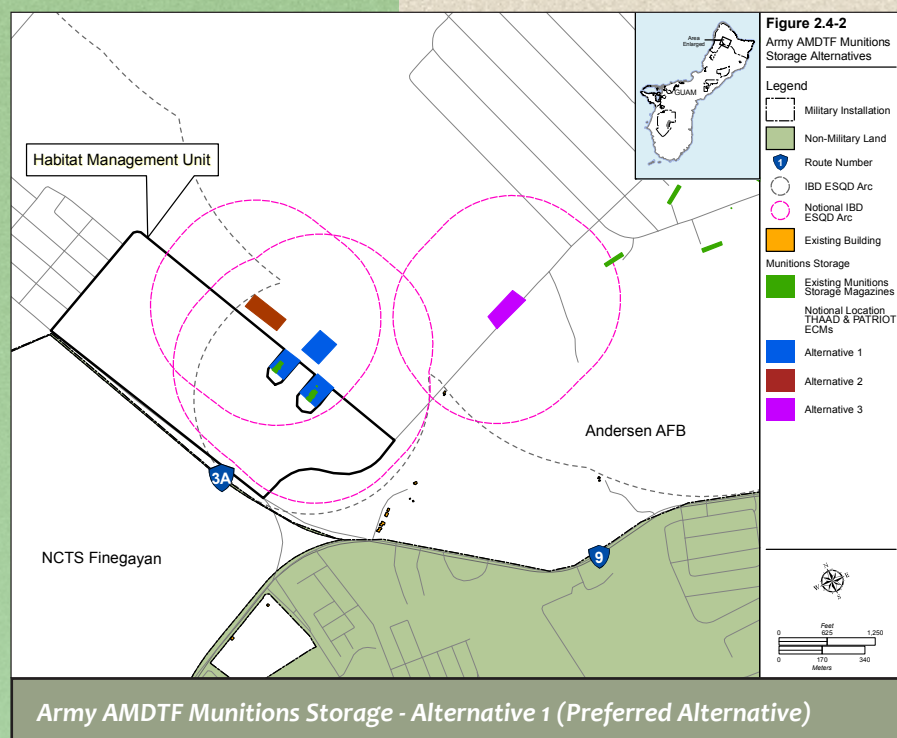 Figure 2.4-2
Army AMDTF Munitions
Storage Alternatives
Legend
Military Installation
Non-Military Land
1
Route Number
IBD ESQD Arc
Notional IBD
ESQD Arc
Existing Building
Munitions Storage
Existing Munitions
Storage Magazines
Notional Location
THAAD & PATRIOT
ECMs
Alternative 1
Alternative 2
Alternative 3
N
W E
S
Feet
0 625 1,250
0 170 340
Meters
Area
Enlarged
GUAM
Habitat Management Unit
Andersen AFB
3A
NCTS Finegayan
9
Army AMDTF Munitions Storage - Alternative 1 (Preferred Alternative)